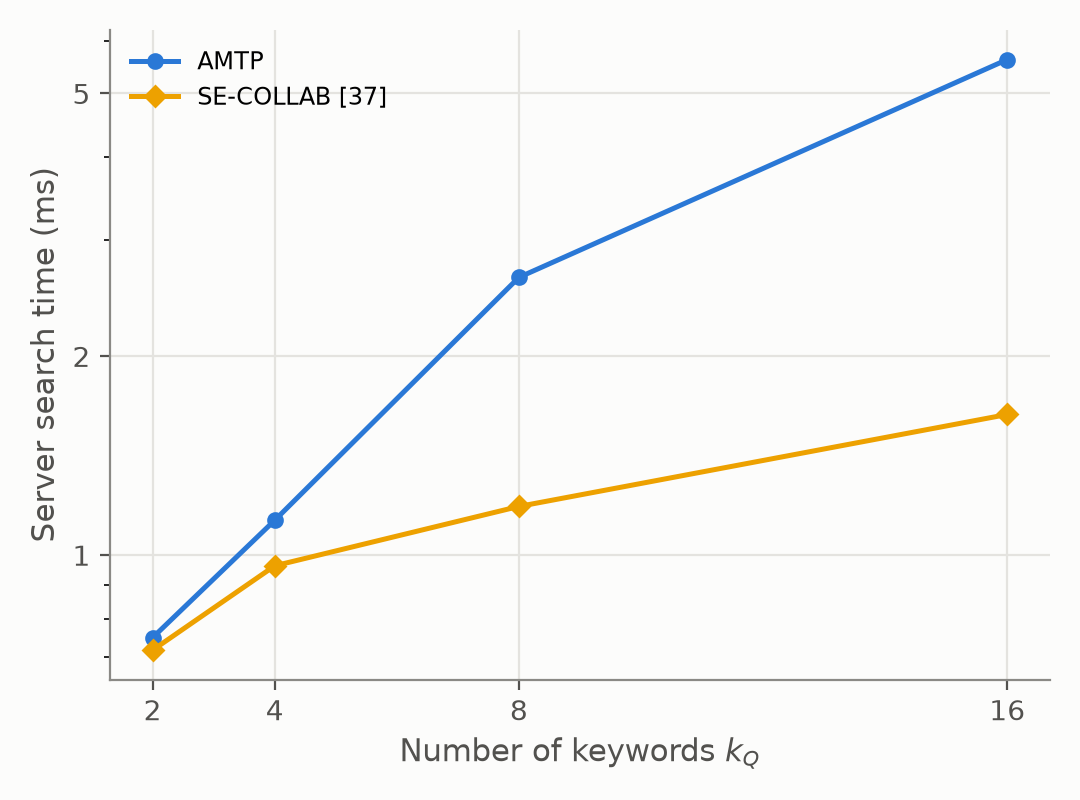 AMTP
SE-COLLAB [37]
Server search time (ms)
5
2
1
2 4 8 16
Number of keywords k_Q